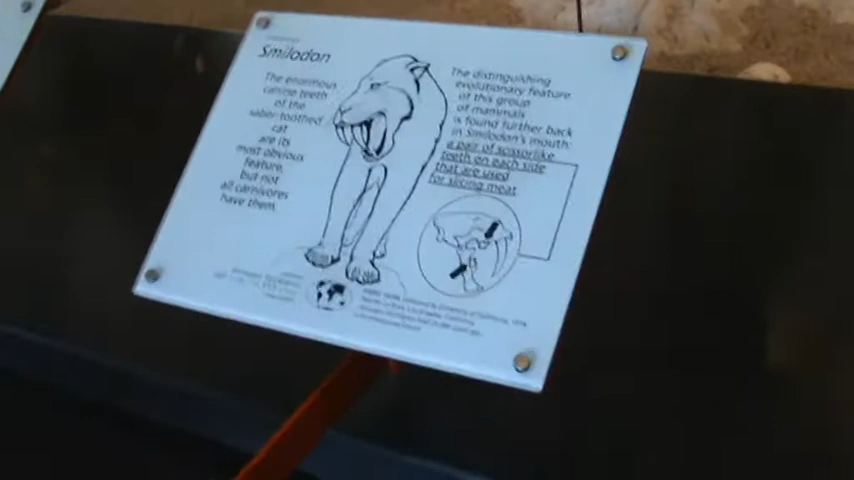 Smilodon
The enormous
canine teeth
of the
saber-toothed
cat
are its
most obvious
feature,
but not
all carnivores
have them.
The distinguishing
evolutionary feature
of this group
of mammals
is found further back
in Smilodon's mouth:
a pair of scissorlike
teeth on each side
that are used
for slicing meat.